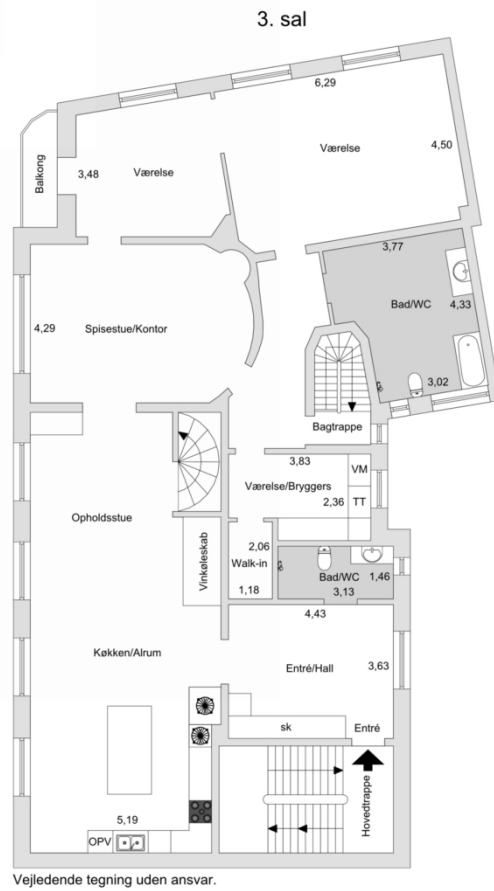 3. sal
6,29
Balkong
3,48
Værelse
Værelse
4,50
3,77
Bad/WC
4,33
4,29
Spisestue/Kontor
3,02
Bagtrappe
3,83
VM
Værelse/Bryggers
2,36
TT
Opholdsstue
Vinkøleskab
2,06
Walk-in
1,18
Bad/WC
1,46
3,13
4,43
Køkken/Alrum
Entré/Hall
3,63
sk
Entré
Hovedtrappe
5,19
OPV
Vejledende tegning uden ansvar.